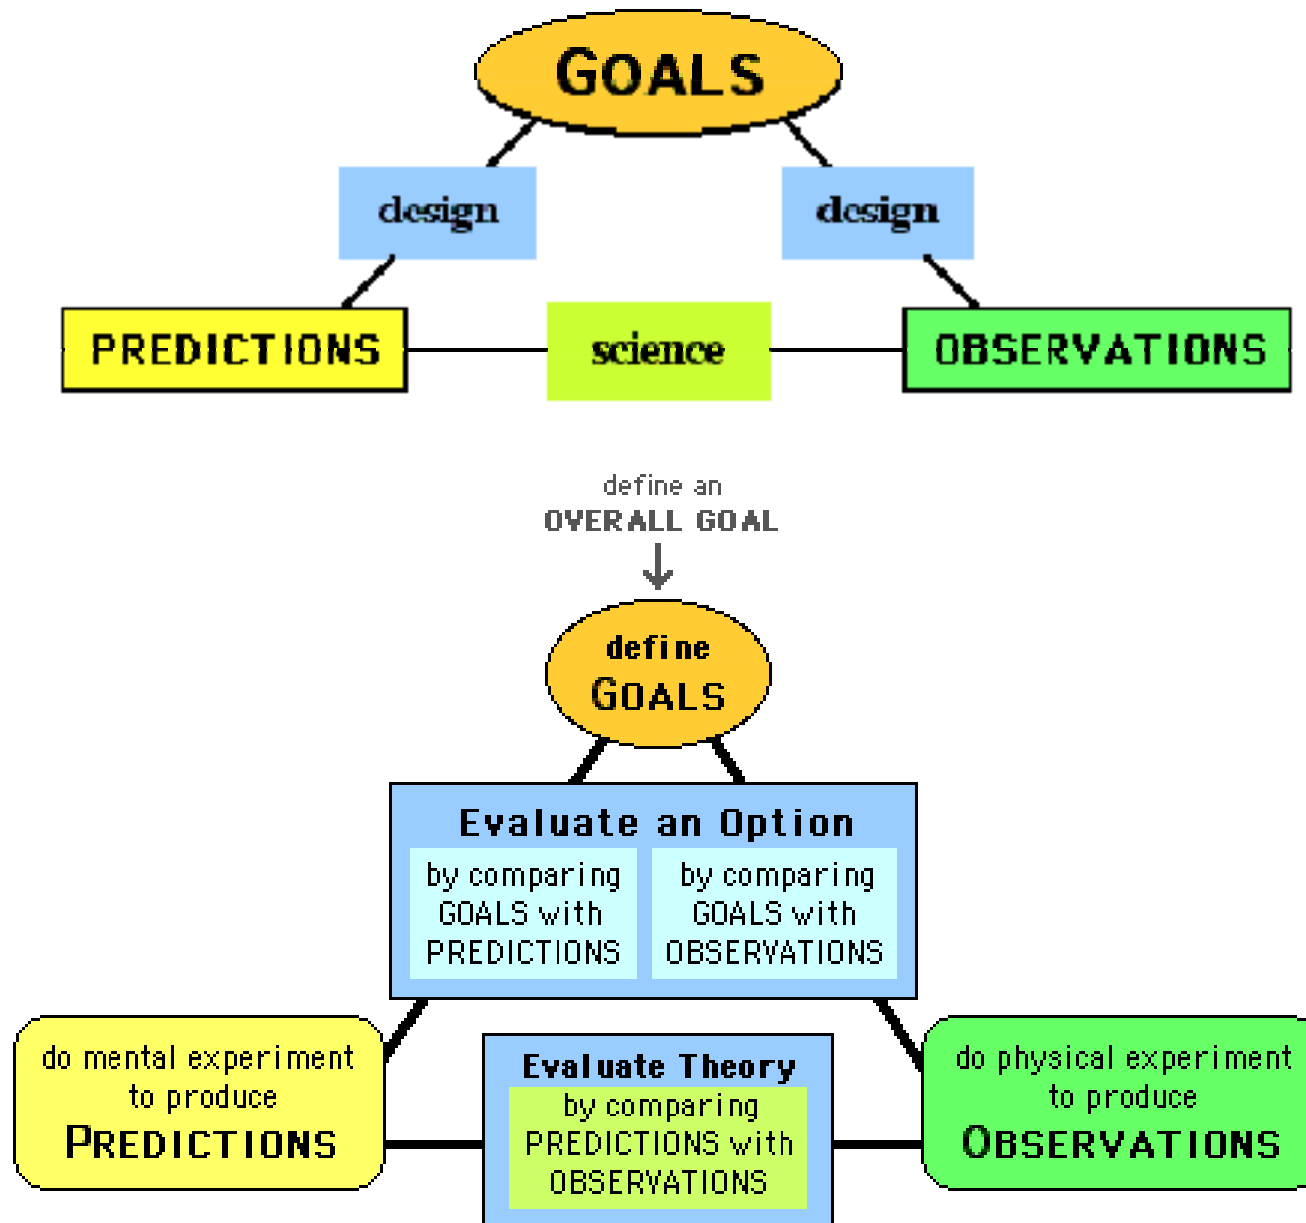 GOALS
design
design
PREDICTIONS
science
OBSERVATIONS
define an
OVERALL GOAL
define
GOALS
Evaluate an Option
by comparing
GOALS with
PREDICTIONS
by comparing
GOALS with
OBSERVATIONS
do mental experiment
to produce
PREDICTIONS
Evaluate Theory
by comparing
PREDICTIONS with
OBSERVATIONS
do physical experiment
to produce
OBSERVATIONS